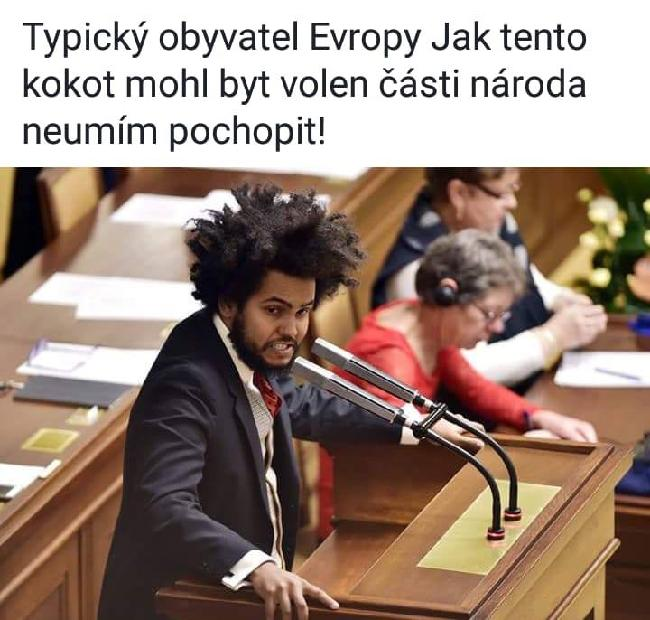 Typický obyvatel Evropy Jak tento
kokot mohl byt volen části národa
neumím pochopit!